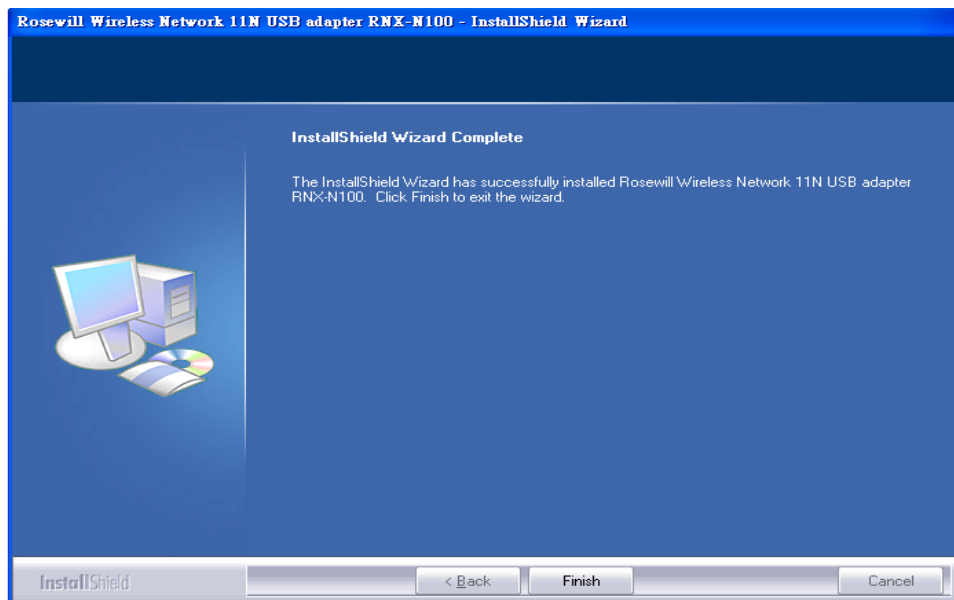 Rosewill Wireless Network 11N USB adapter RNX-N100 - InstallShield Wizard
InstallShield Wizard Complete
The InstallShield Wizard has successfully installed Rosewill Wireless Network 11N USB adapter
RNX-N100. Click Finish to exit the wizard.
InstallShield
< Back
Finish
Cancel